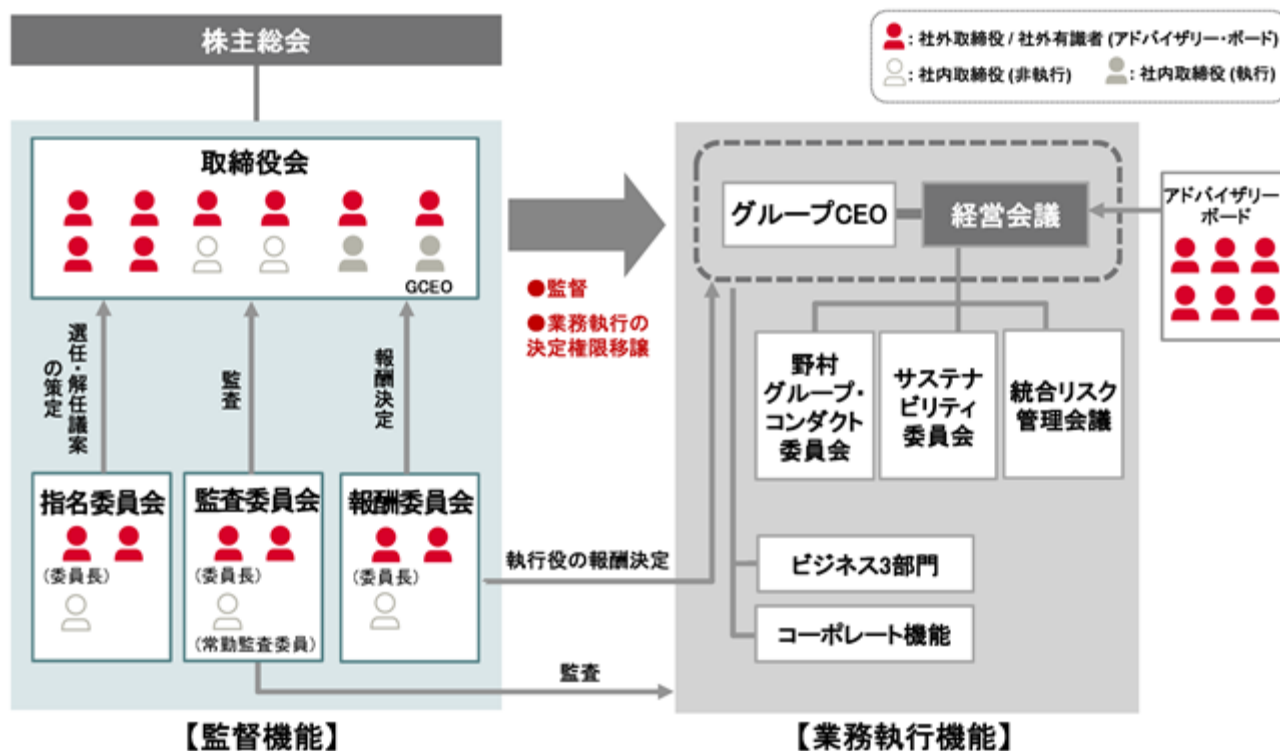 株主総会
: 社外取締役 / 社外有識者 (アドバイザリー・ボード)
: 社内取締役 (非執行)
: 社内取締役 (執行)
取締役会
GCEO
選任・解任議案
の策定
監査
報酬決定
指名委員会
(委員長)
監査委員会
(委員長)
(常勤監査委員)
報酬委員会
(委員長)
【監督機能】
●監督
●業務執行の
決定権限移譲
執行役の報酬決定
監査
グループCEO
経営会議
アドバイザリー
ボード
野村
グループ・
コンダクト
委員会
サステナ
ビリティ
委員会
統合リスク
管理会議
ビジネス3部門
コーポレート機能
【業務執行機能】